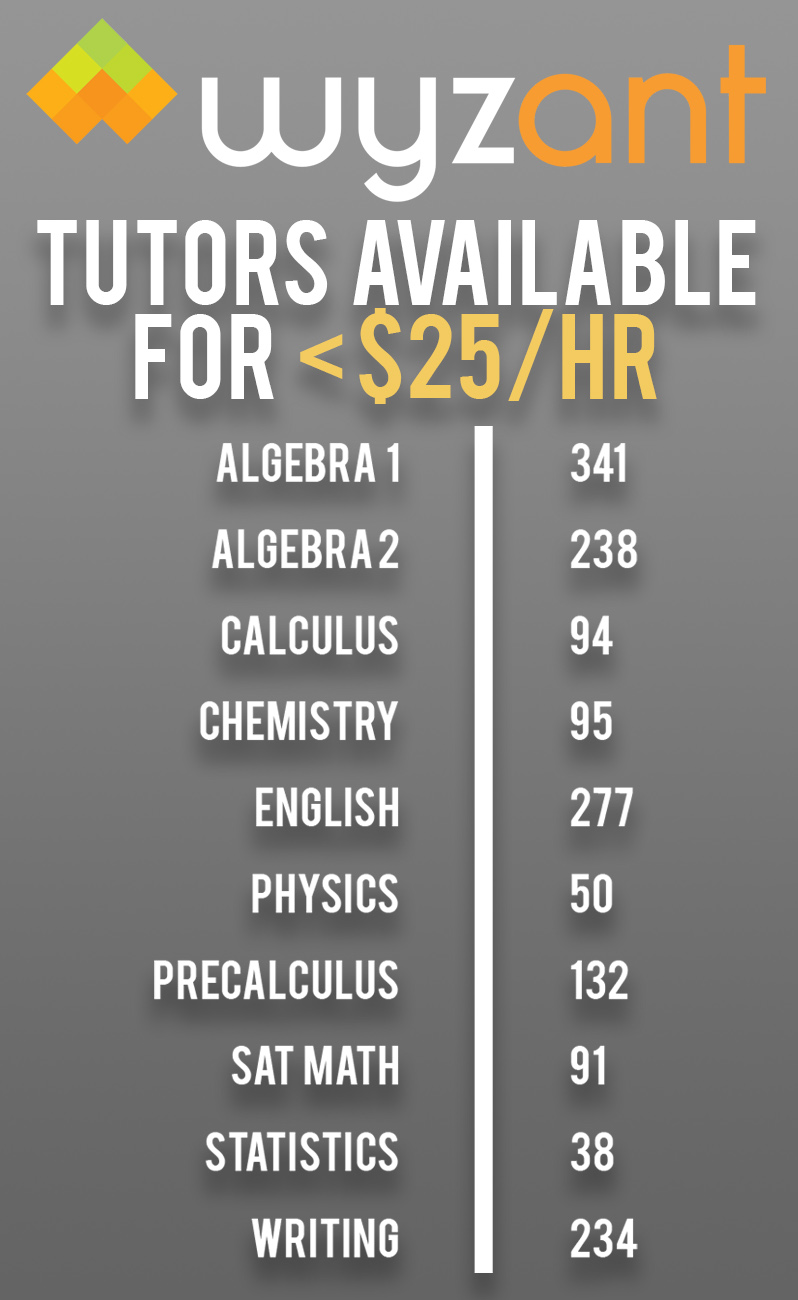 wyzant
TUTORS AVAILABLE
FOR <$25/HR
ALGEBRA 1 341
ALGEBRA 2 238
CALCULUS 94
CHEMISTRY 95
ENGLISH 277
PHYSICS 50
PRECALCULUS 132
SAT MATH 91
STATISTICS 38
WRITING 234